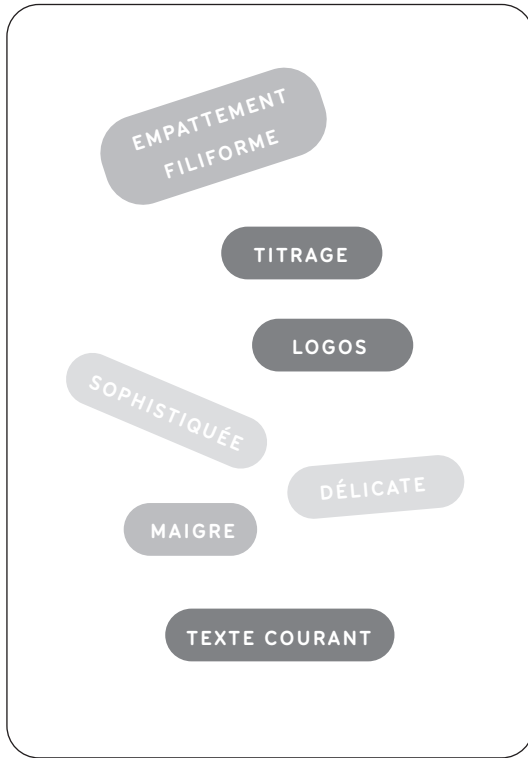 EMPATTEMENT
FILIFORME
TITRAGE
LOGOS
SOPHISTIQUÉE
DÉLICATE
MAIGRE
TEXTE COURANT